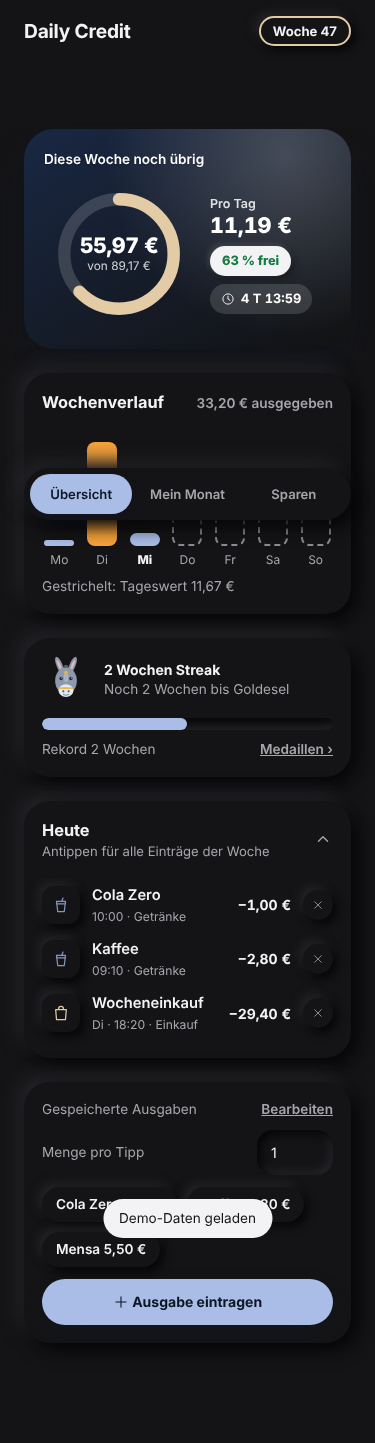 Daily Credit
Woche 47
Diese Woche noch übrig
55,97 €
von 89,17 €
Pro Tag
11,19 €
63 % frei
4 T 13:59
Wochenverlauf
33,20 € ausgegeben
Übersicht
Mein Monat
Sparen
Mo Di Mi Do Fr Sa So
Gestrichelt: Tageswert 11,67 €
2 Wochen Streak
Noch 2 Wochen bis Goldesel
Rekord 2 Wochen
Medaillen ›
Heute
Antippen für alle Einträge der Woche
Cola Zero
10:00 · Getränke
−1,00 €
Kaffee
09:10 · Getränke
−2,80 €
Wocheneinkauf
Di · 18:20 · Einkauf
−29,40 €
Gespeicherte Ausgaben
Bearbeiten
Menge pro Tipp
1
Cola
Demo-Daten geladen
Mensa 5,50 €
+ Ausgabe eintragen